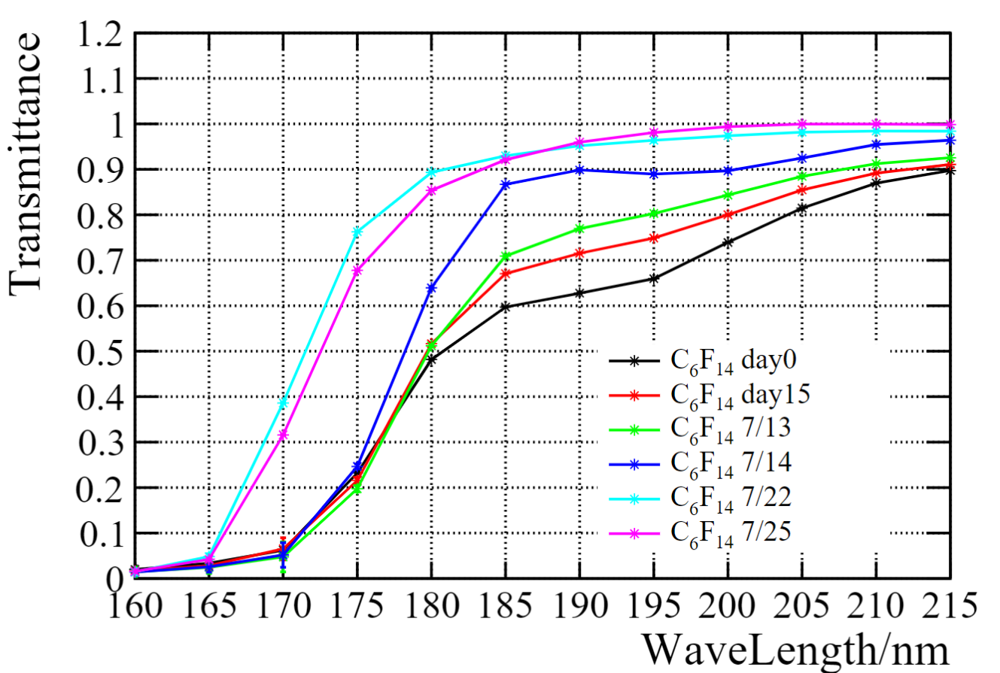 Transmittance
1.2
1.1
1
0.9
0.8
0.7
0.6
0.5
0.4
0.3
0.2
0.1
0
C₆F₁₄ day0
C₆F₁₄ day15
C₆F₁₄ 7/13
C₆F₁₄ 7/14
C₆F₁₄ 7/22
C₆F₁₄ 7/25
160 165 170 175 180 185 190 195 200 205 210 215
WaveLength/nm